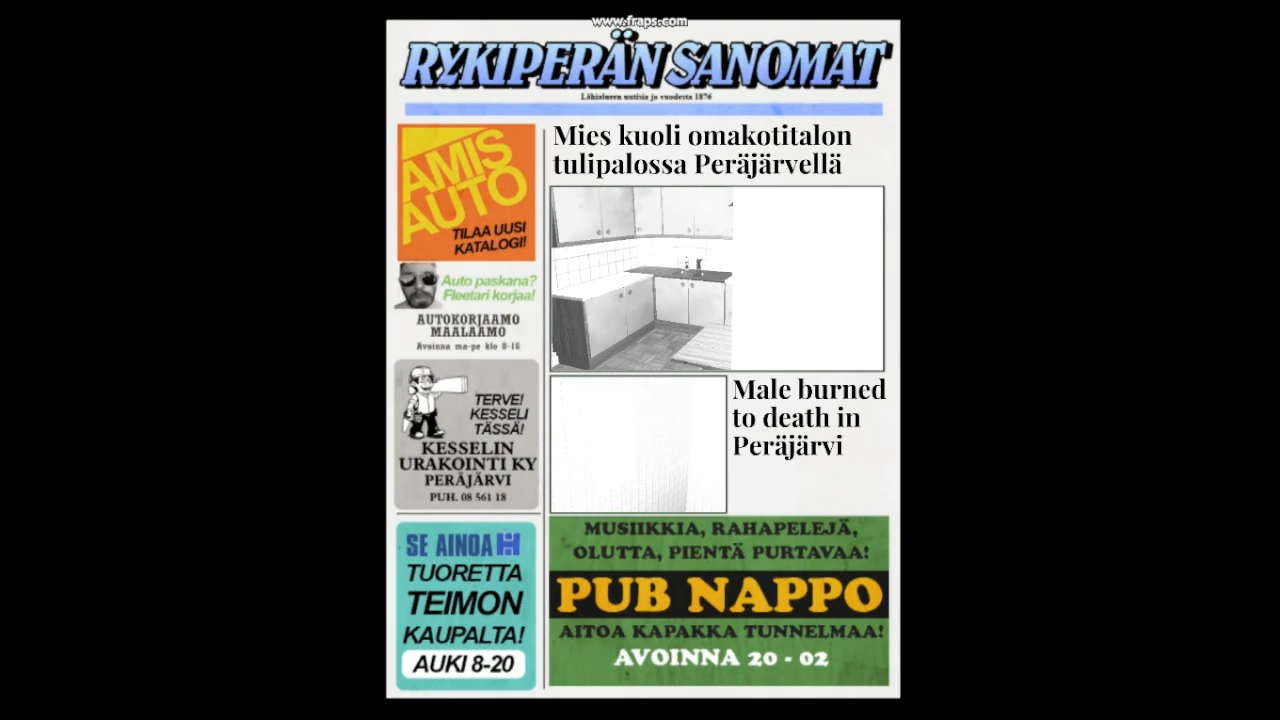 www.fraps.com
RYKIPERÄN SANOMAT
Lähialueen uutisia jo vuodesta 1876
AMIS
AUTO
TILAA UUSI
KATALOGI!
Auto paskana?
Fleetari korjaa!
AUTOKORJAAMO
MAALAAMO
Avoinna ma-pe klo 8-16
TERVE!
KESSELI
TÄSSÄ!
KESSELIN
URAKOINTI KY
PERÄJÄRVI
PUH. 08 561 18
SE AINOA
TUORETTA
TEIMON
KAUPALTA!
AUKI 8-20
Mies kuoli omakotitalon
tulipalossa Peräjärvellä
Male burned
to death in
Peräjärvi
MUSIIKKIA, RAHAPELEJÄ,
OLUTTA, PIENTÄ PURTAVAA!
PUB NAPPO
AITOA KAPAKKA TUNNELMAA!
AVOINNA 20 - 02